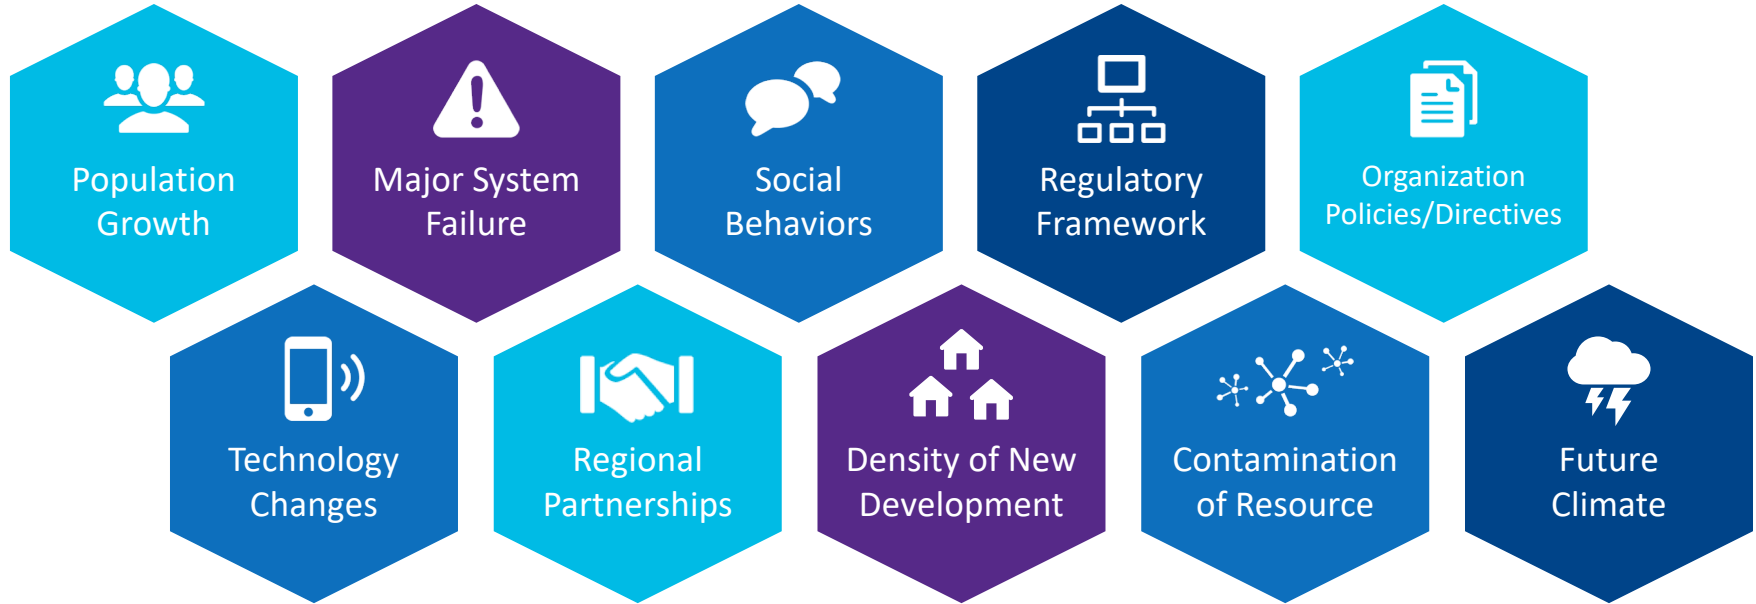 Population
Growth
Major System
Failure
Social
Behaviors
Regulatory
Framework
Organization
Policies/Directives
Technology
Changes
Regional
Partnerships
Density of New
Development
Contamination
of Resource
Future
Climate